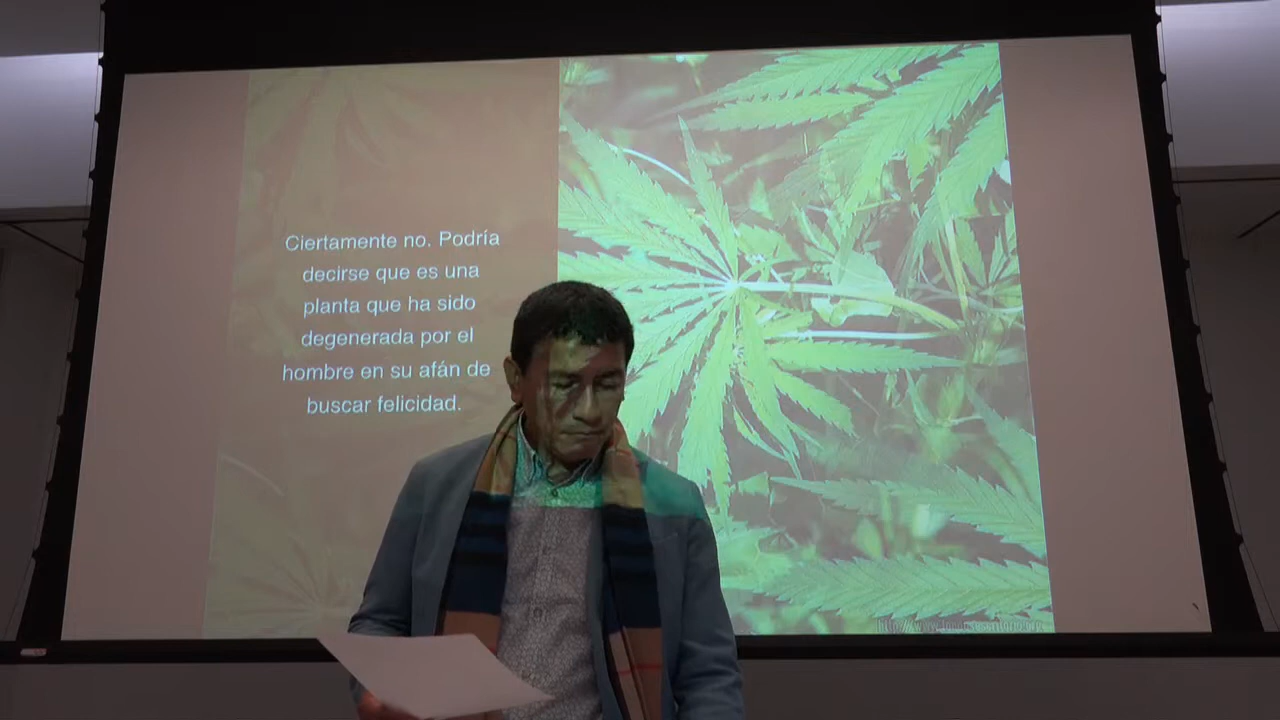 Ciertamente no. Podría
decirse que es una
planta que ha sido
degenerada por el
hombre en su afán de
buscar felicidad.